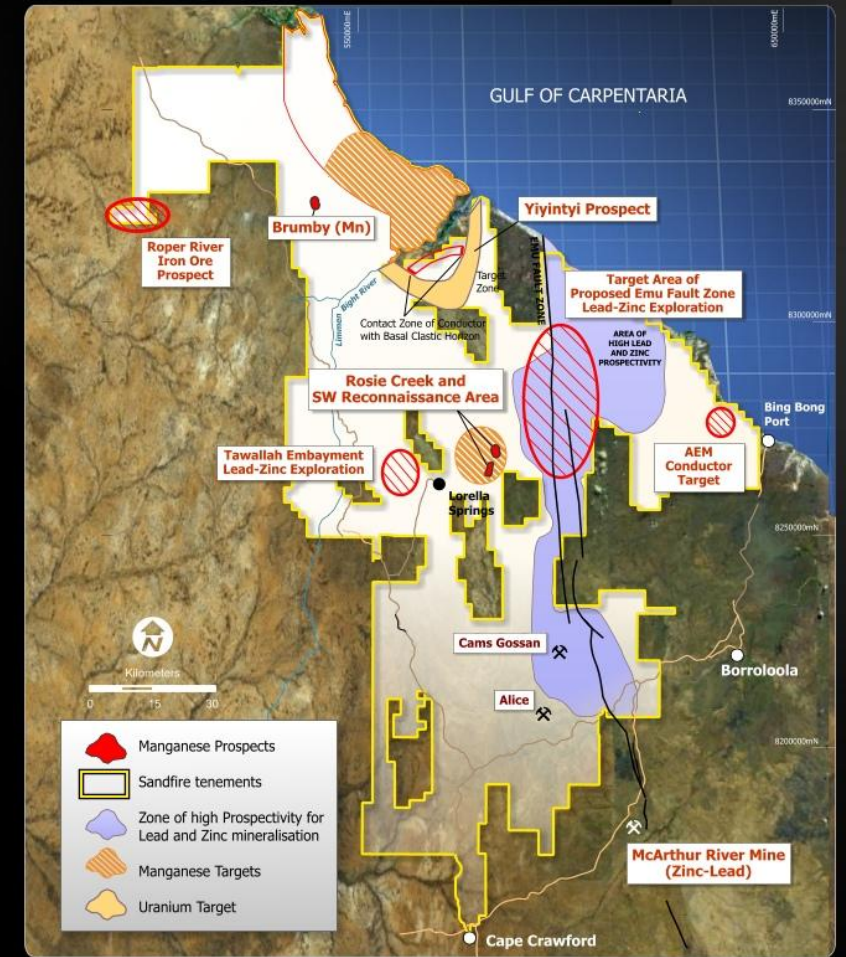 550000mE
650000mE
GULF OF CARPENTARIA
8350000mN
Brumby (Mn)
Yiyintyi Prospect
Roper River
Iron Ore
Prospect
Target
Zone
EMU FAULT ZONE
Target Area of
Proposed Emu Fault Zone
Lead-Zinc Exploration
Limmen Bight River
Contact Zone of Conductor
with Basal Clastic Horizon
8300000mN
AREA OF
HIGH LEAD
AND ZINC
PROSPECTIVITY
Rosie Creek and
SW Reconnaissance Area
Bing Bong
Port
Tawallah Embayment
Lead-Zinc Exploration
AEM
Conductor
Target
Lorella
Springs
8250000mN
N
Kilometers
0 15 30
Cams Gossan
Borroloola
Alice
8200000mN
Manganese Prospects
Sandfire tenements
Zone of high Prospectivity for
Lead and Zinc mineralisation
Manganese Targets
Uranium Target
McArthur River Mine
(Zinc-Lead)
Cape Crawford